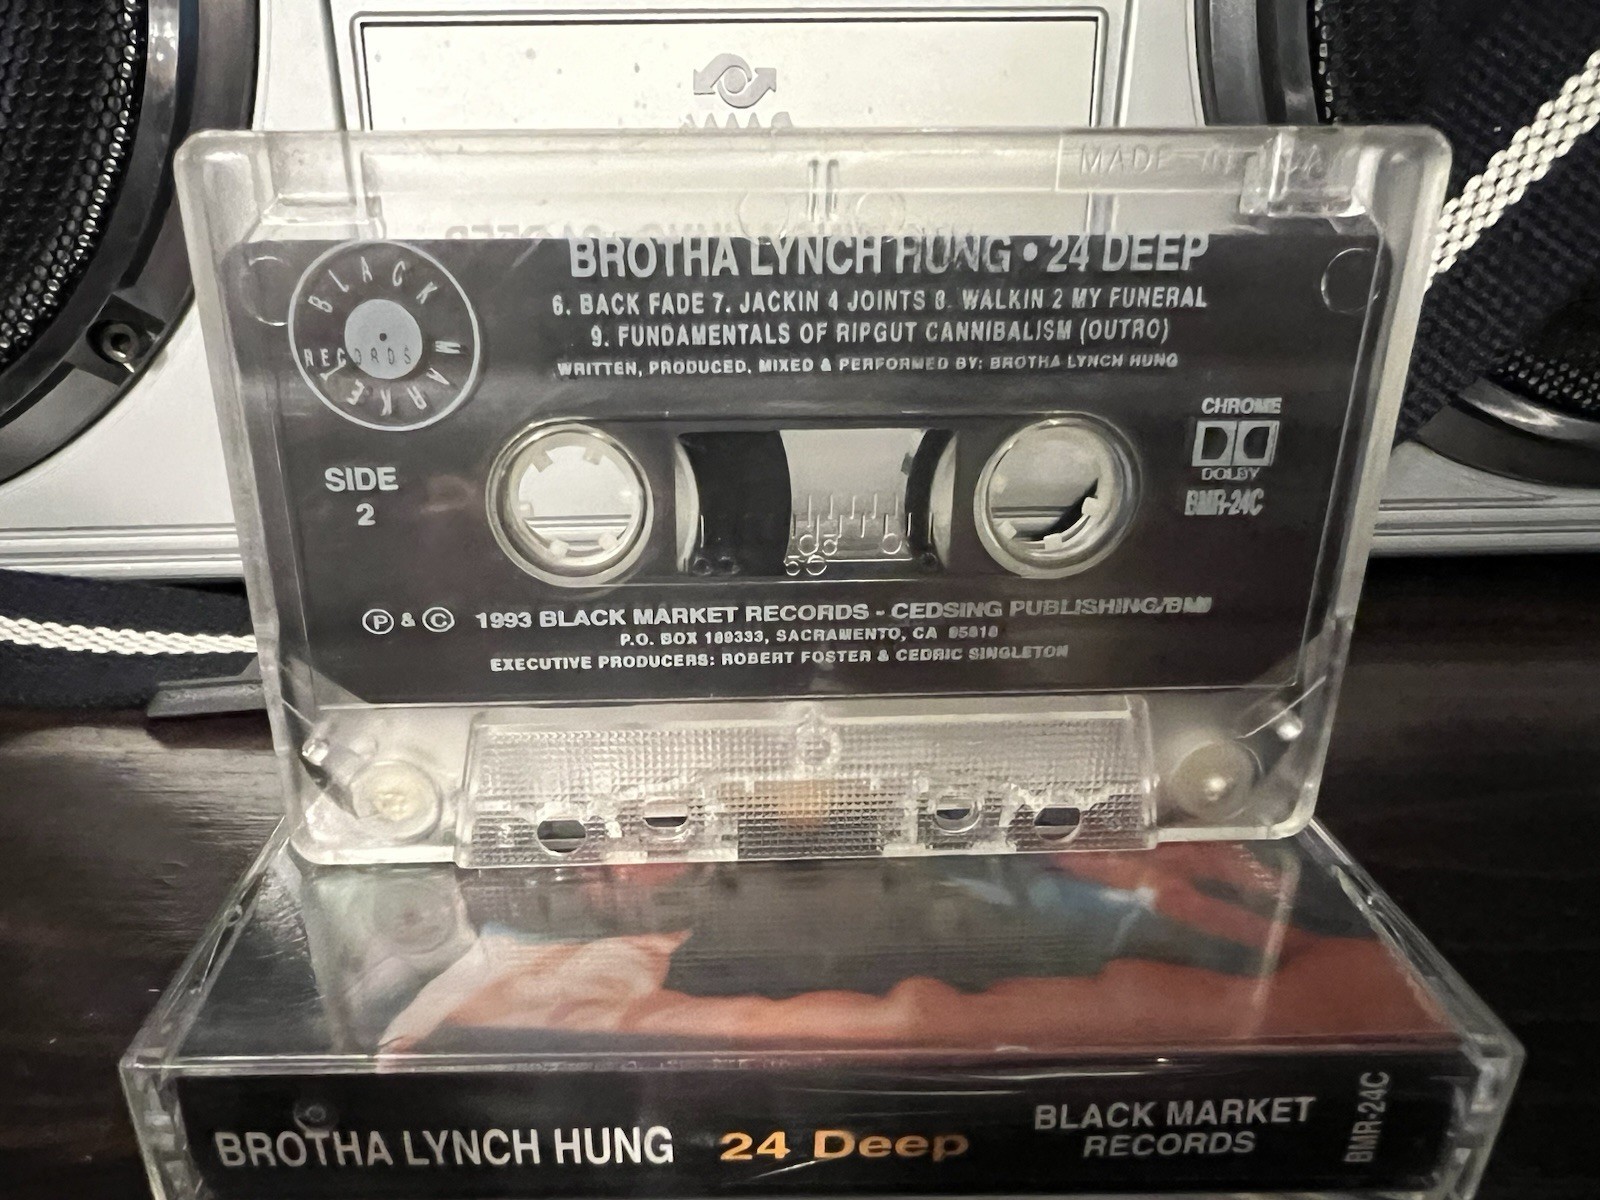 MADE IN
BROTHA LYNCH HUNG • 24 DEEP
6. BACK FADE 7. JACKIN 4 JOINTS 8. WALKIN 2 MY FUNERAL
9. FUNDAMENTALS OF RIPGUT CANNIBALISM (OUTRO)
WRITTEN, PRODUCED, MIXED & PERFORMED BY: BROTHA LYNCH HUNG
BLACK MARKET
RECORDS
CHROME
DOLBY
BMR-24C
SIDE
2
50
Ⓟ & © 1993 BLACK MARKET RECORDS - CEDSING PUBLISHING/BMI
P.O. BOX 189333, SACRAMENTO, CA 95818
EXECUTIVE PRODUCERS: ROBERT FOSTER & CEDRIC SINGLETON
BROTHA LYNCH HUNG 24 Deep
BLACK MARKET
RECORDS
BMR-24C